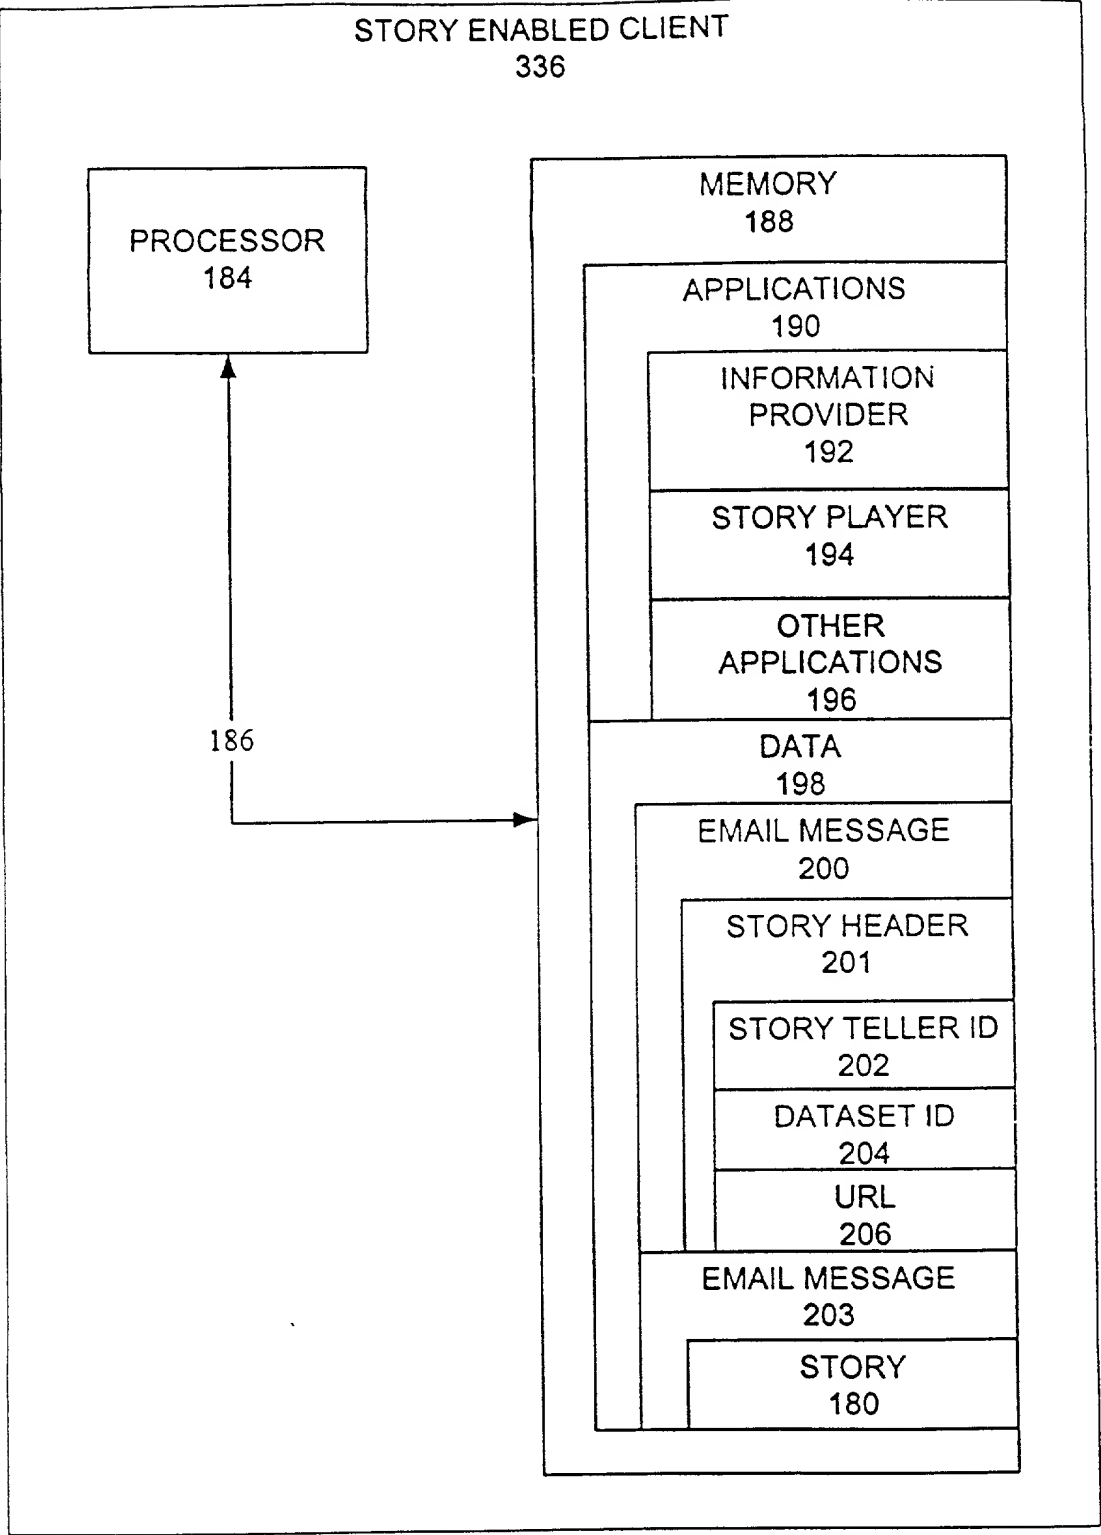 STORY ENABLED CLIENT
336
PROCESSOR
184
186
MEMORY
188
APPLICATIONS
190
INFORMATION
PROVIDER
192
STORY PLAYER
194
OTHER
APPLICATIONS
196
DATA
198
EMAIL MESSAGE
200
STORY HEADER
201
STORY TELLER ID
202
DATASET ID
204
URL
206
EMAIL MESSAGE
203
STORY
180